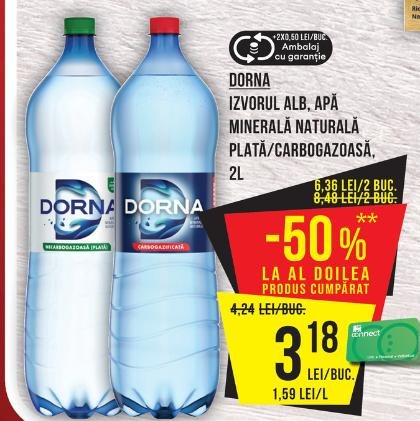 +2X0,50 LEI/BUC.
Ambalaj
cu garanție
DORNA
IZVORUL ALB, APĂ
MINERALĂ NATURALĂ
PLATĂ/CARBOGAZOASĂ,
2L
6,36 LEI/2 BUC.
8,48 LEI/2 BUC.
-50%**
LA AL DOILEA
PRODUS CUMPĂRAT
4,24 LEI/BUC.
3 18
LEI/BUC.
1,59 LEI/L
connect
DORNA
NECARBOGAZOASĂ (PLATĂ)
DORNA
CARBOGAZIFICATĂ